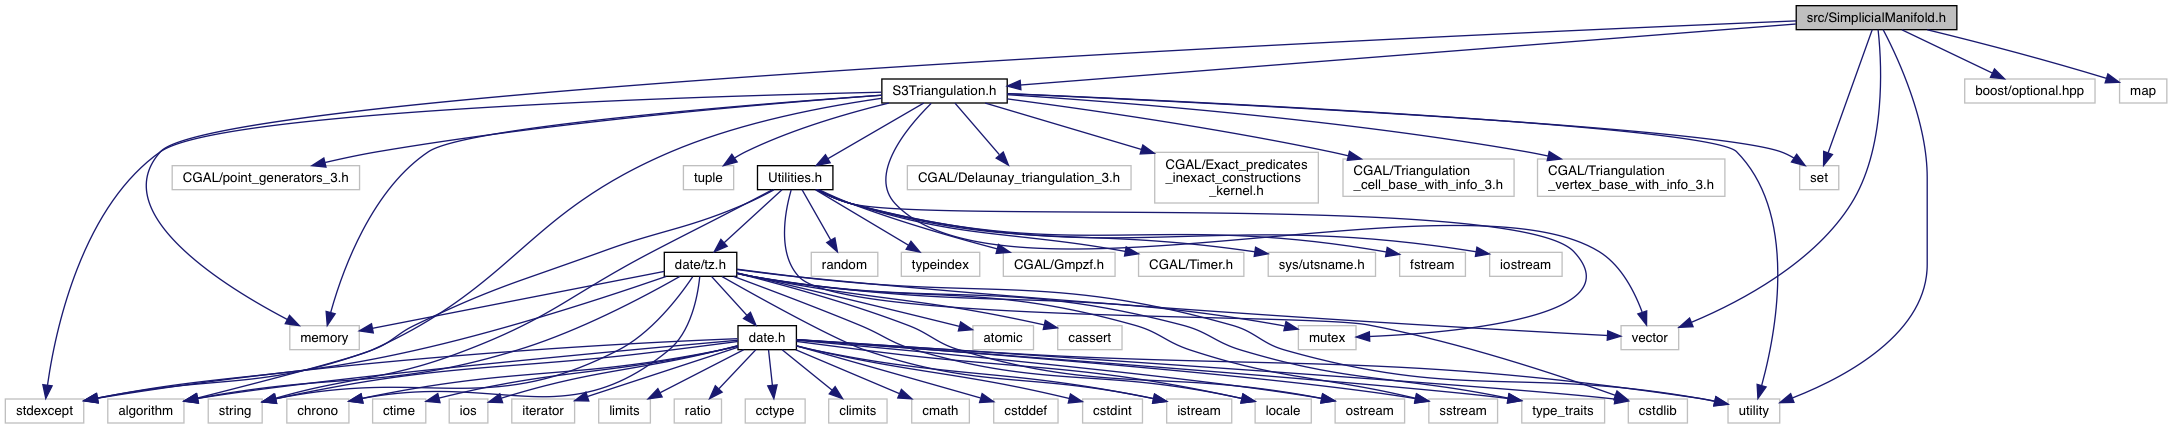 src/SimplicialManifold.h
S3Triangulation.h
boost/optional.hpp
map
CGAL/point_generators_3.h
tuple
Utilities.h
CGAL/Delaunay_triangulation_3.h
CGAL/Exact_predicates
_inexact_constructions
_kernel.h
CGAL/Triangulation
_cell_base_with_info_3.h
CGAL/Triangulation
_vertex_base_with_info_3.h
set
date/tz.h
random
typeindex
CGAL/Gmpzf.h
CGAL/Timer.h
sys/utsname.h
fstream
iostream
memory
date.h
atomic
cassert
mutex
vector
stdexcept
algorithm
string
chrono
ctime
ios
iterator
limits
ratio
cctype
climits
cmath
cstddef
cstdint
istream
locale
ostream
sstream
type_traits
cstdlib
utility